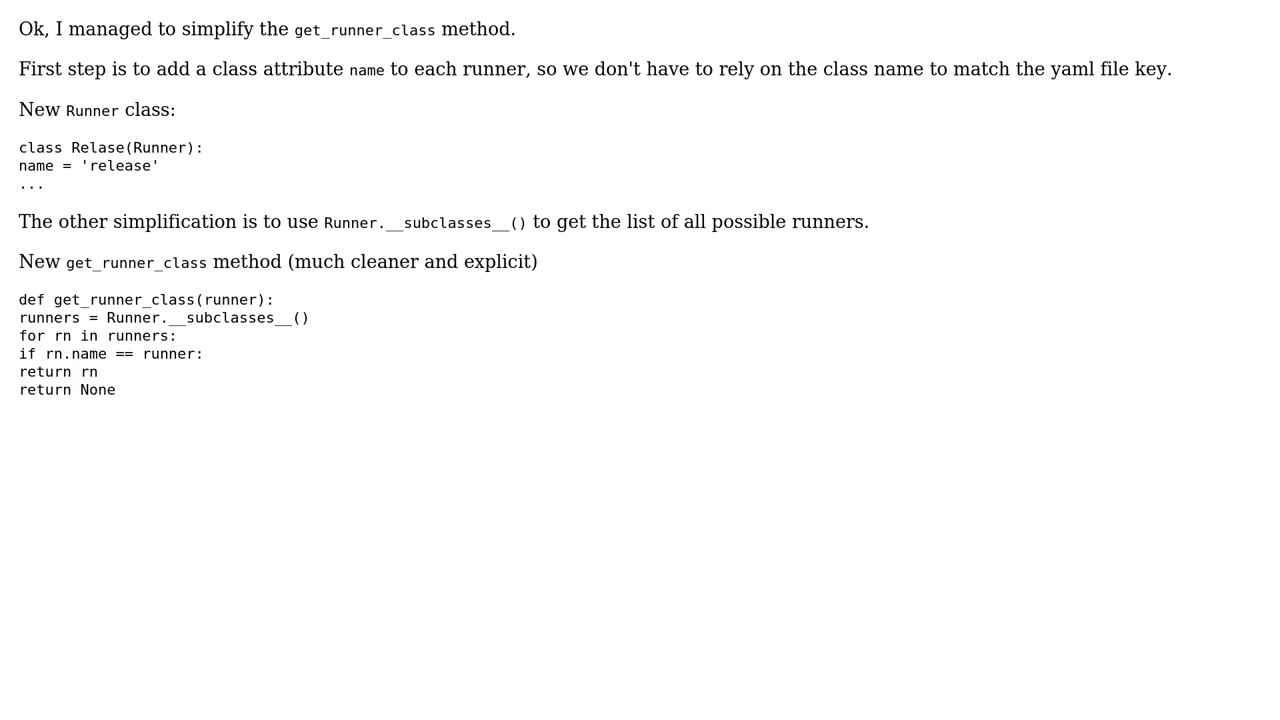 Ok, I managed to simplify the get_runner_class method.
First step is to add a class attribute name to each runner, so we don't have to rely on the class name to match the yaml file key.
New Runner class:
class Relase(Runner):
name = 'release'
...
The other simplification is to use Runner.__subclasses__() to get the list of all possible runners.
New get_runner_class method (much cleaner and explicit)
def get_runner_class(runner):
runners = Runner.__subclasses__()
for rn in runners:
if rn.name == runner:
return rn
return None